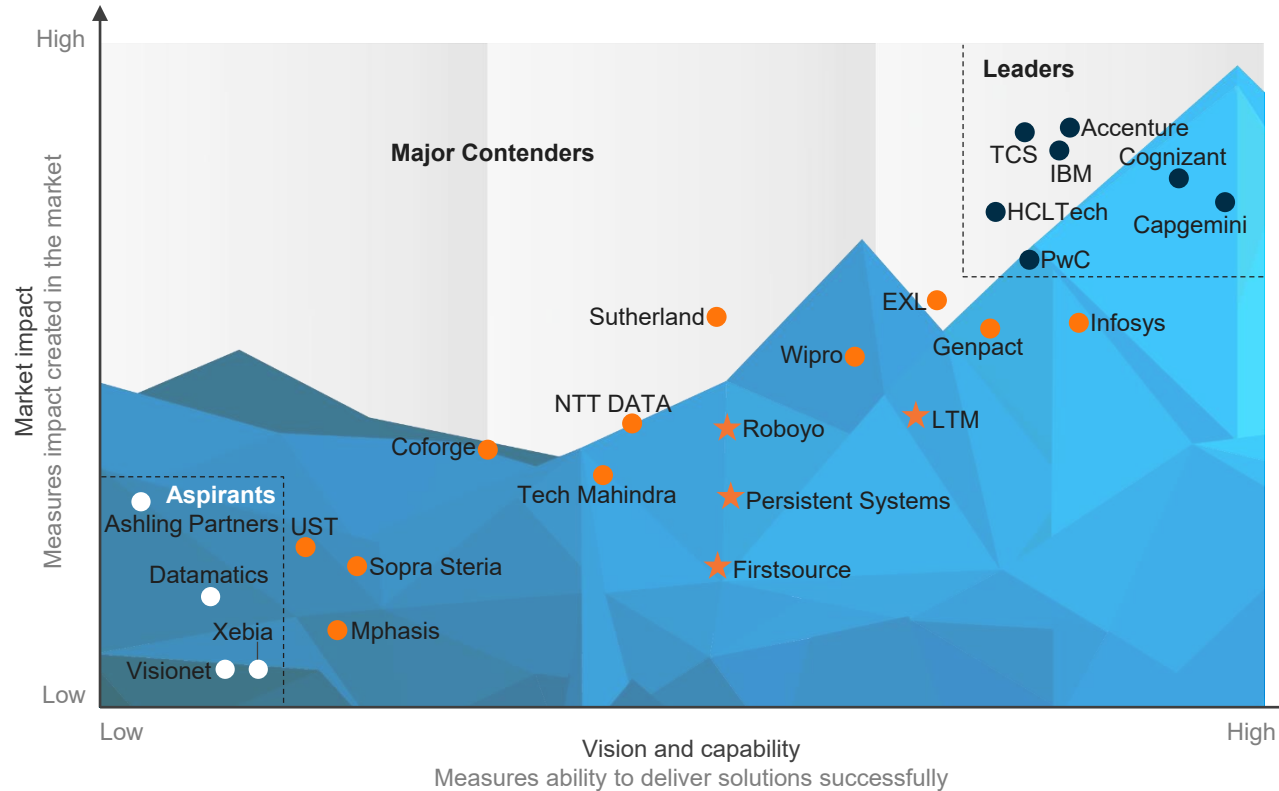 High
Leaders
Accenture
TCS
Cognizant
IBM
Major Contenders
HCLTech
Capgemini
PwC
EXL
Sutherland
Infosys
Genpact
Wipro
NTT DATA
LTM
Roboyo
Coforge
Tech Mahindra
Persistent Systems
Aspirants
Ashling Partners
UST
Sopra Steria
Firstsource
Datamatics
Xebia
Mphasis
Visionet
Market impact
Measures impact created in the market
Low
Low
High
Vision and capability
Measures ability to deliver solutions successfully